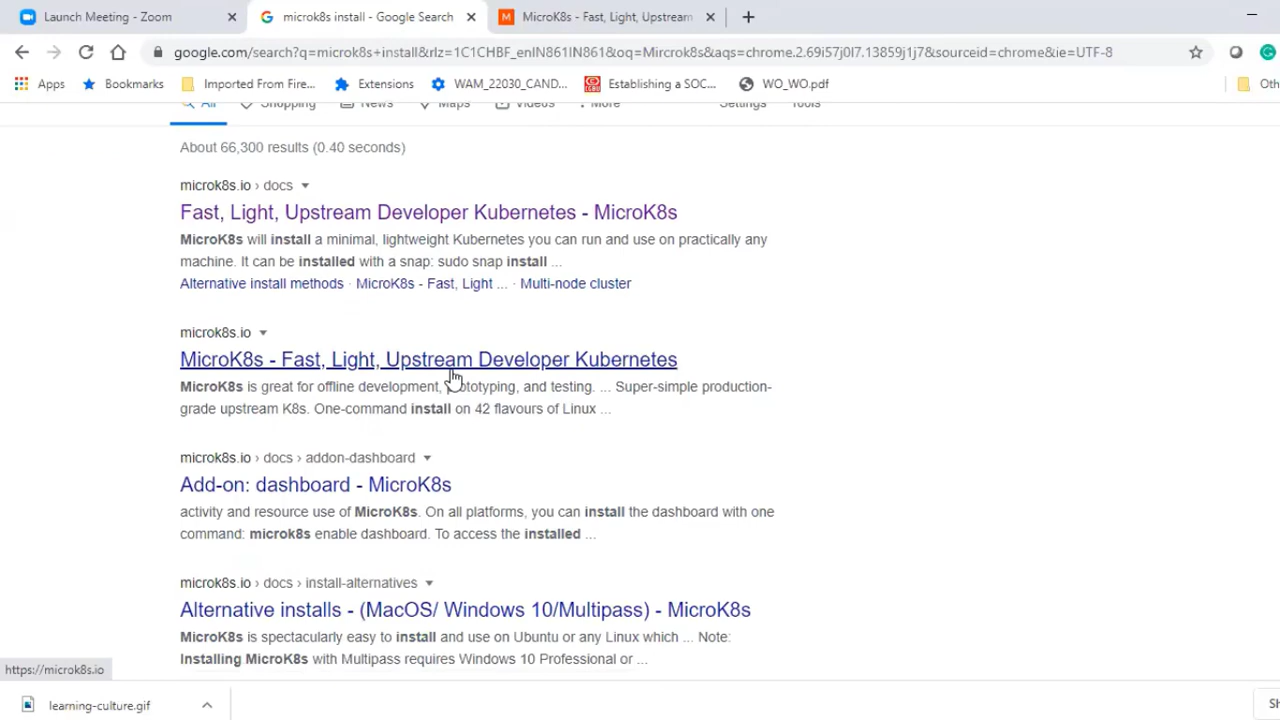 Launch Meeting - Zoom
microk8s install - Google Search
MicroK8s - Fast, Light, Upstream
google.com/search?q=microk8s+install&rlz=1C1CHBF_enIN861IN861&oq=Mircrok8s&aqs=chrome.2.69i57j0l7.13859j1j7&sourceid=chrome&ie=UTF-8
Apps
Bookmarks
Imported From Fire...
Extensions
WAM_22030_CAND...
Establishing a SOC...
WO_WO.pdf
Oth
All
Shopping
News
Maps
Videos
More
Settings
Tools
About 66,300 results (0.40 seconds)
microk8s.io › docs
Fast, Light, Upstream Developer Kubernetes - MicroK8s
MicroK8s will install a minimal, lightweight Kubernetes you can run and use on practically any
machine. It can be installed with a snap: sudo snap install ...
Alternative install methods · MicroK8s - Fast, Light ... · Multi-node cluster
microk8s.io
MicroK8s - Fast, Light, Upstream Developer Kubernetes
MicroK8s is great for offline development, prototyping, and testing. ... Super-simple production-
grade upstream K8s. One-command install on 42 flavours of Linux ...
microk8s.io › docs › addon-dashboard
Add-on: dashboard - MicroK8s
activity and resource use of MicroK8s. On all platforms, you can install the dashboard with one
command: microk8s enable dashboard. To access the installed ...
microk8s.io › docs › install-alternatives
Alternative installs - (MacOS/ Windows 10/Multipass) - MicroK8s
MicroK8s is spectacularly easy to install and use on Ubuntu or any Linux which ... Note:
Installing MicroK8s with Multipass requires Windows 10 Professional or ...
https://microk8s.io
learning-culture.gif
Sh